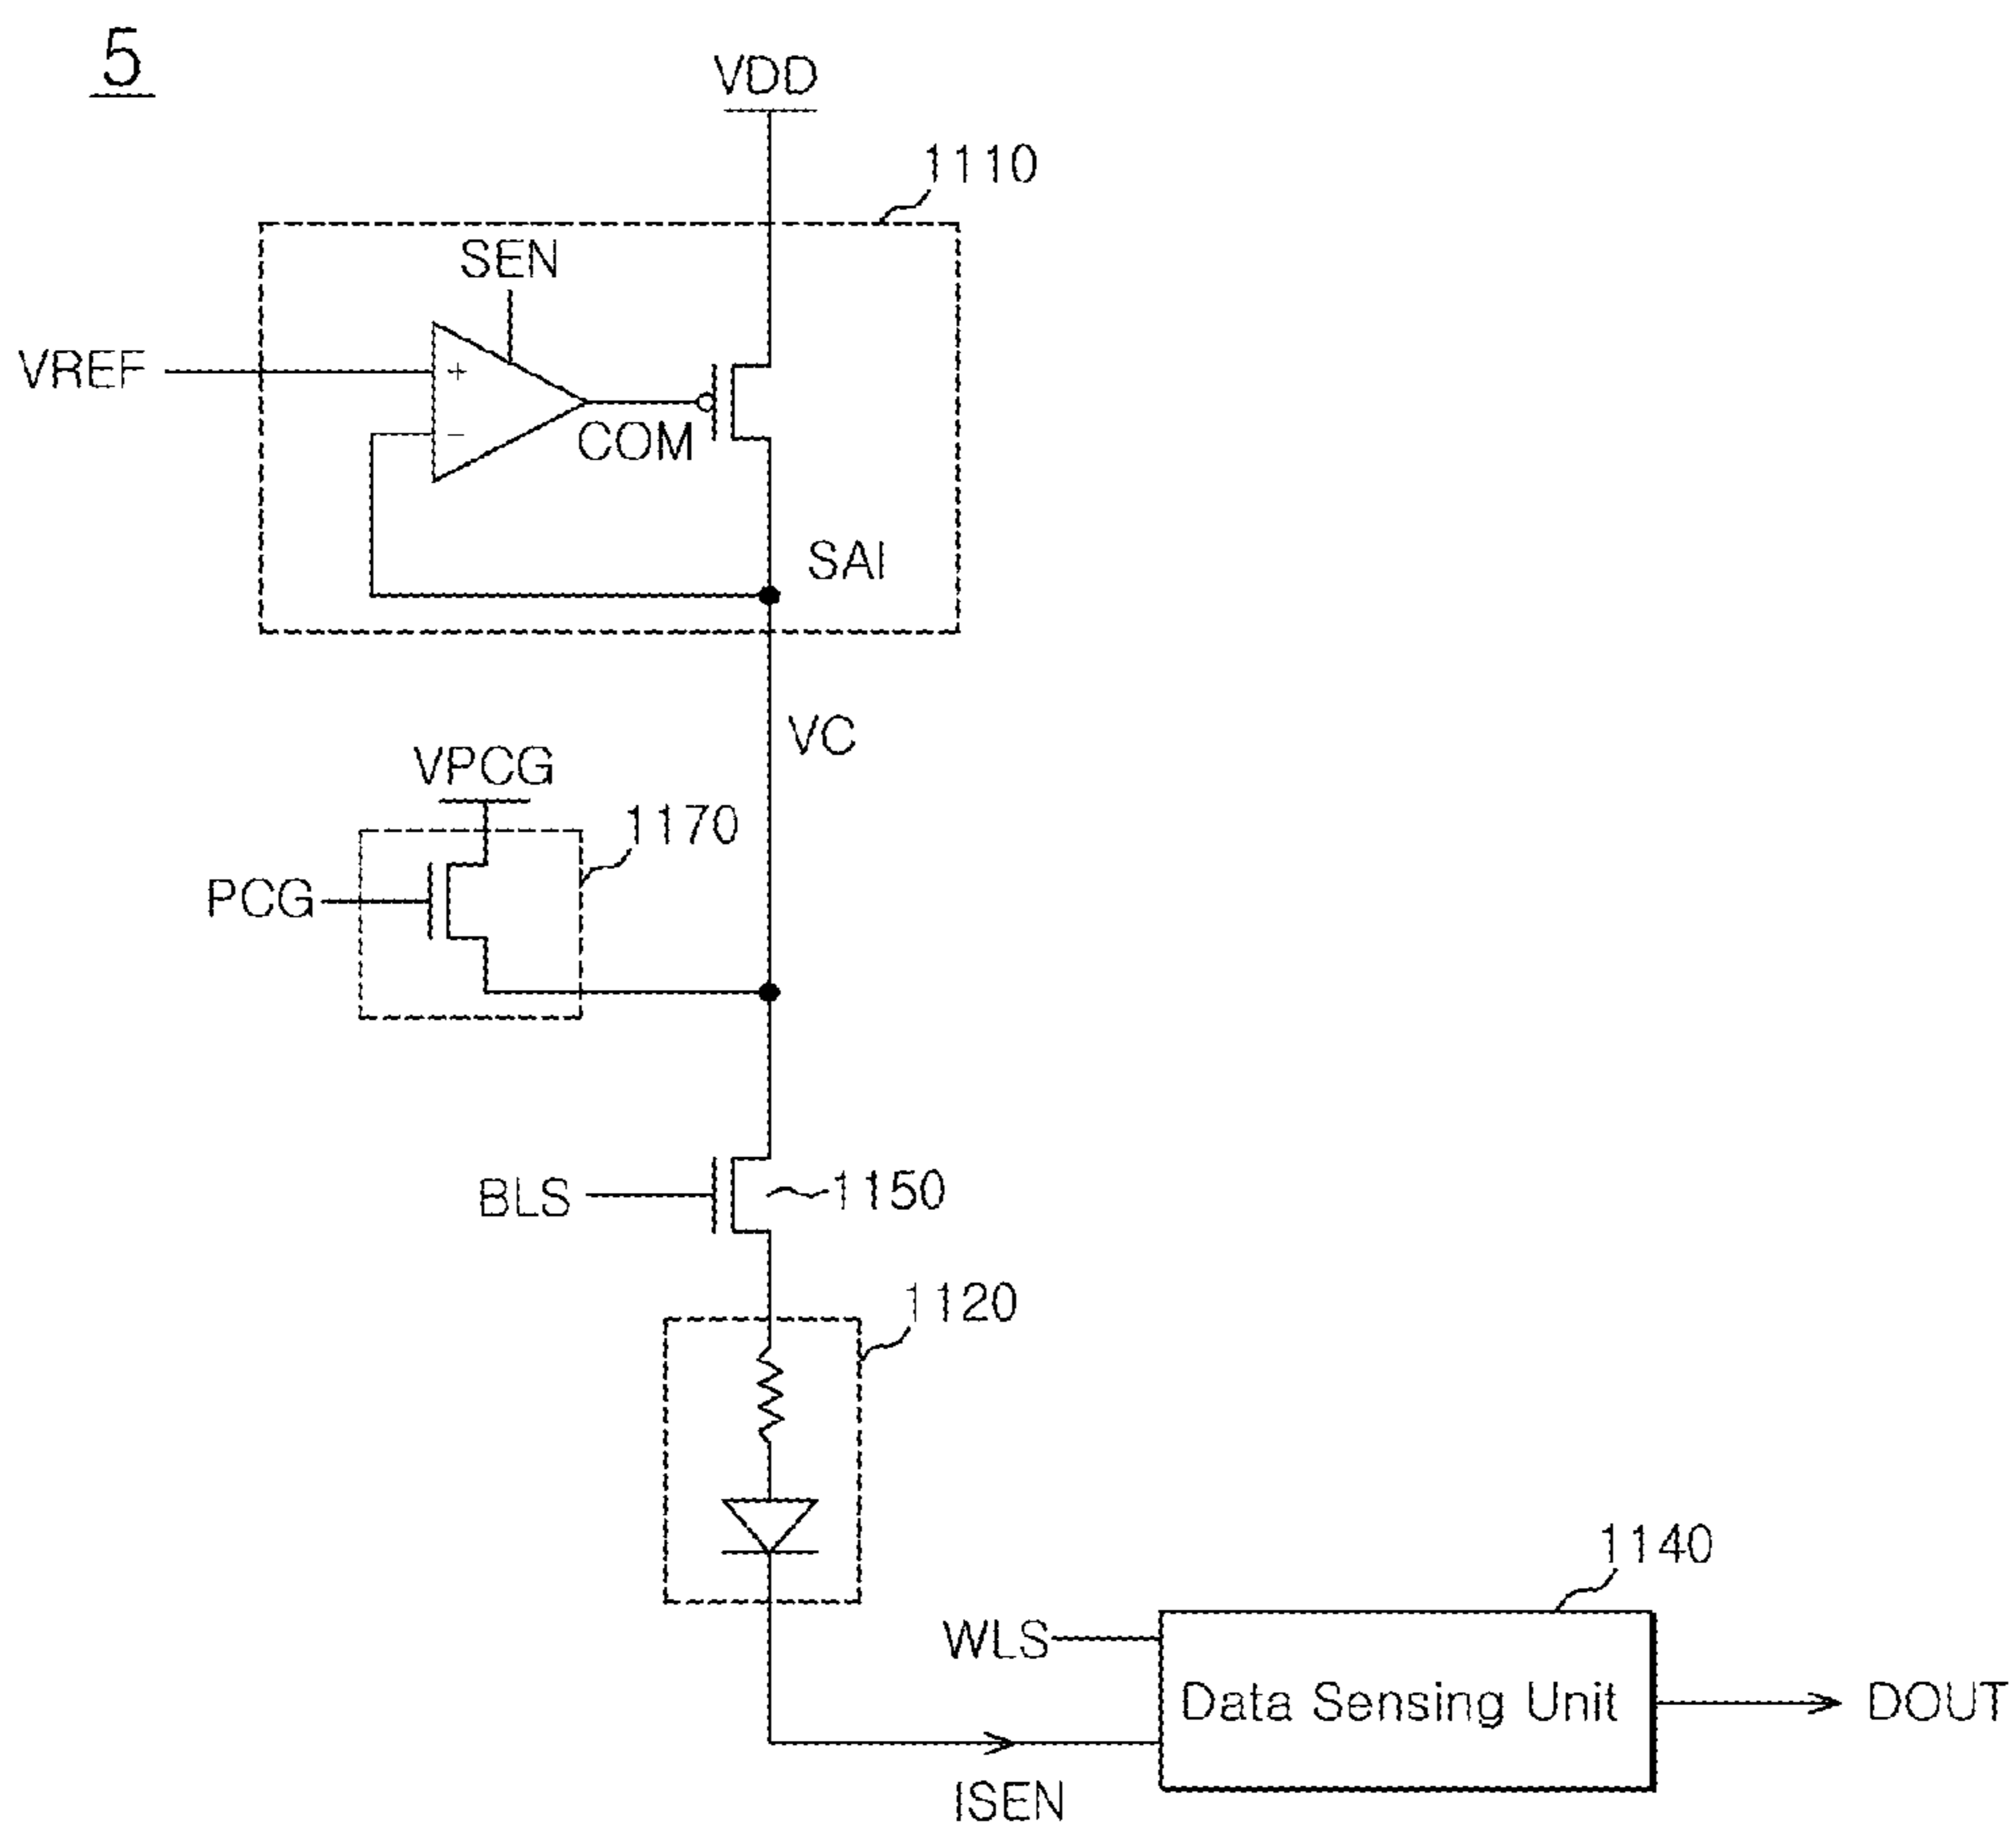 5
VDD
1110
SEN
VREF
+
COM
-
SAI
VC
VPCG
1170
PCG
BLS
1150
1120
1140
WLS
Data Sensing Unit
DOUT
ISEN